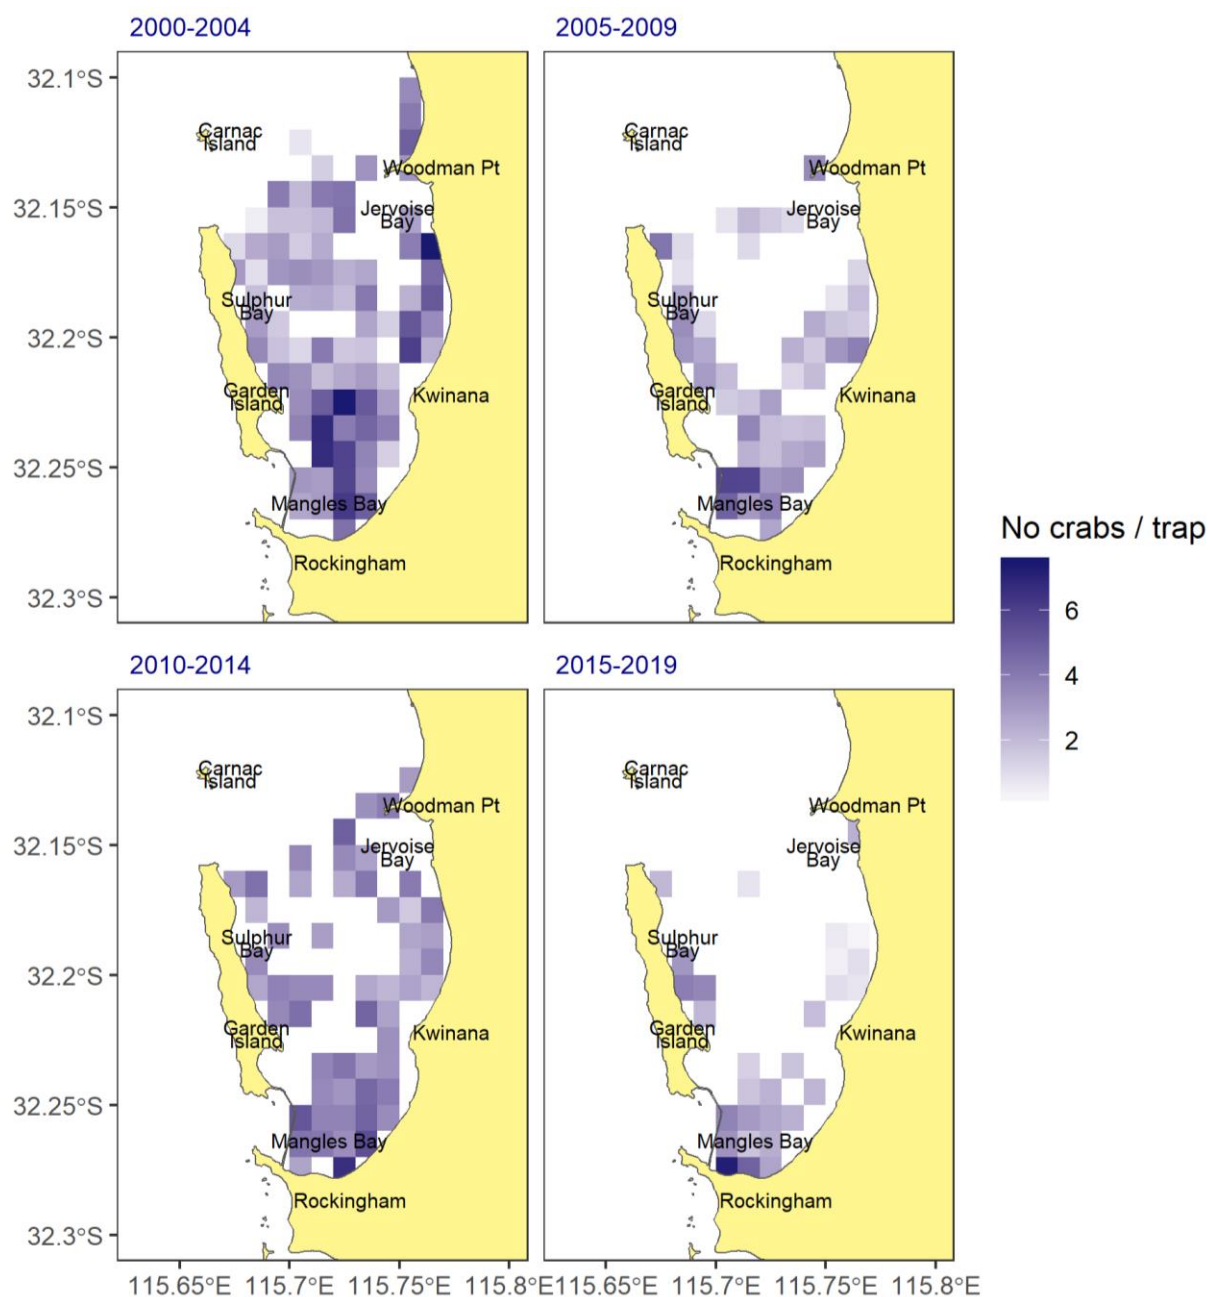 2000-2004
2005-2009
32.1°S
32.15°S
32.2°S
32.25°S
32.3°S
Carnac
Island
Woodman Pt
Jervoise
Bay
Sulphur
Bay
Garden
Island
Kwinana
Mangles Bay
Rockingham
Carnac
Island
Woodman Pt
Jervoise
Bay
Sulphur
Bay
Garden
Island
Kwinana
Mangles Bay
Rockingham
No crabs / trap
6
4
2
2010-2014
2015-2019
32.1°S
32.15°S
32.2°S
32.25°S
32.3°S
Carnac
Island
Woodman Pt
Jervoise
Bay
Sulphur
Bay
Garden
Island
Kwinana
Mangles Bay
Rockingham
Carnac
Island
Woodman Pt
Jervoise
Bay
Sulphur
Bay
Garden
Island
Kwinana
Mangles Bay
Rockingham
115.65°E 115.7°E 115.75°E 115.8°E
115.65°E 115.7°E 115.75°E 115.8°E